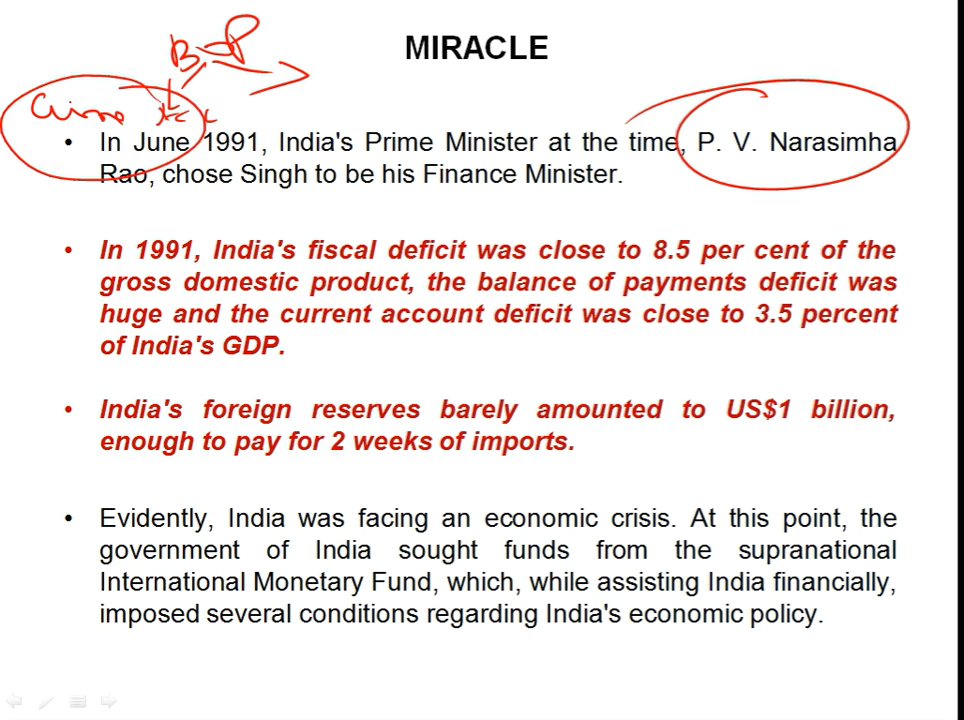 MIRACLE
B.P
• In June 1991, India's Prime Minister at the time, P. V. Narasimha
Rao, chose Singh to be his Finance Minister.
• In 1991, India's fiscal deficit was close to 8.5 per cent of the
gross domestic product, the balance of payments deficit was
huge and the current account deficit was close to 3.5 percent
of India's GDP.
• India's foreign reserves barely amounted to US$1 billion,
enough to pay for 2 weeks of imports.
• Evidently, India was facing an economic crisis. At this point, the
government of India sought funds from the supranational
International Monetary Fund, which, while assisting India financially,
imposed several conditions regarding India's economic policy.